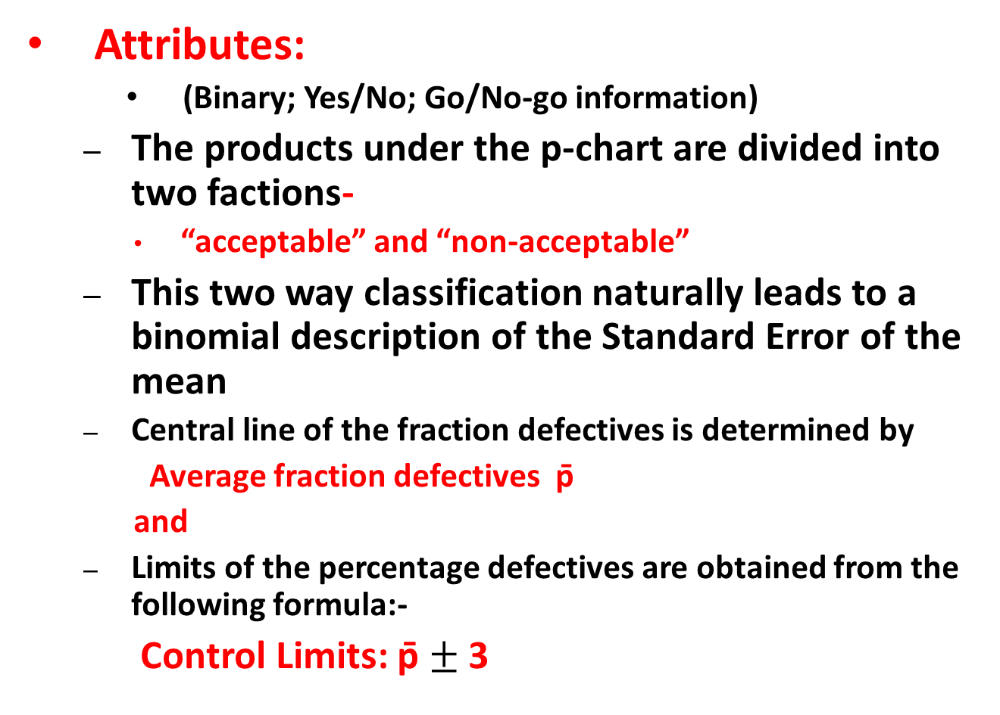 • Attributes:
• (Binary; Yes/No; Go/No-go information)
– The products under the p-chart are divided into
two factions-
• “acceptable” and “non-acceptable”
– This two way classification naturally leads to a
binomial description of the Standard Error of the
mean
– Central line of the fraction defectives is determined by
Average fraction defectives p̄
and
– Limits of the percentage defectives are obtained from the
following formula:-
Control Limits: p̄ ± 3